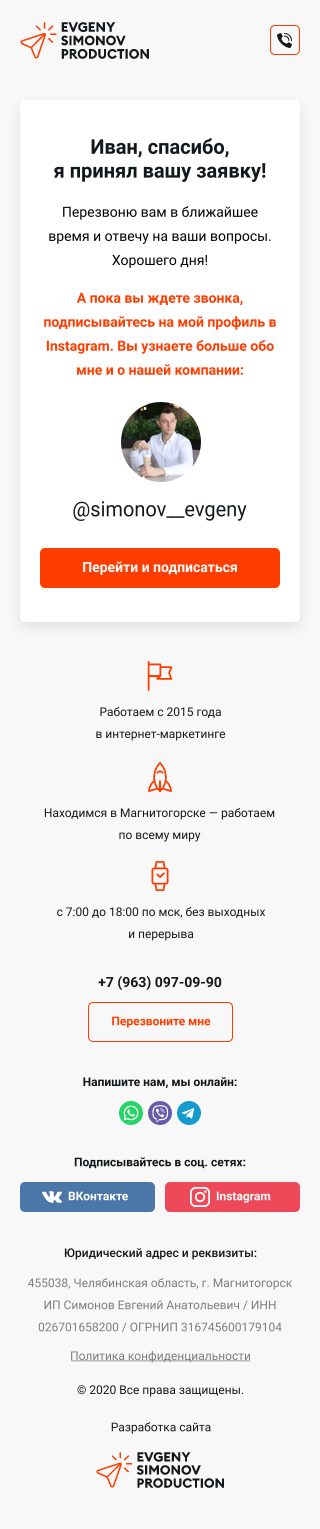 EVGENY
SIMONOV
PRODUCTION
Иван, спасибо,
я принял вашу заявку!
Перезвоню вам в ближайшее
время и отвечу на ваши вопросы.
Хорошего дня!
А пока вы ждете звонка,
подписывайтесь на мой профиль в
Instagram. Вы узнаете больше обо
мне и о нашей компании:
@simonov__evgeny
Перейти и подписаться
Работаем с 2015 года
в интернет-маркетинге
Находимся в Магнитогорске — работаем
по всему миру
с 7:00 до 18:00 по мск, без выходных
и перерыва
+7 (963) 097-09-90
Перезвоните мне
Напишите нам, мы онлайн:
Подписывайтесь в соц. сетях:
ВКонтакте
Instagram
Юридический адрес и реквизиты:
455038, Челябинская область, г. Магнитогорск
ИП Симонов Евгений Анатольевич / ИНН
026701658200 / ОГРНИП 316745600179104
Политика конфиденциальности
© 2020 Все права защищены.
Разработка сайта
EVGENY
SIMONOV
PRODUCTION